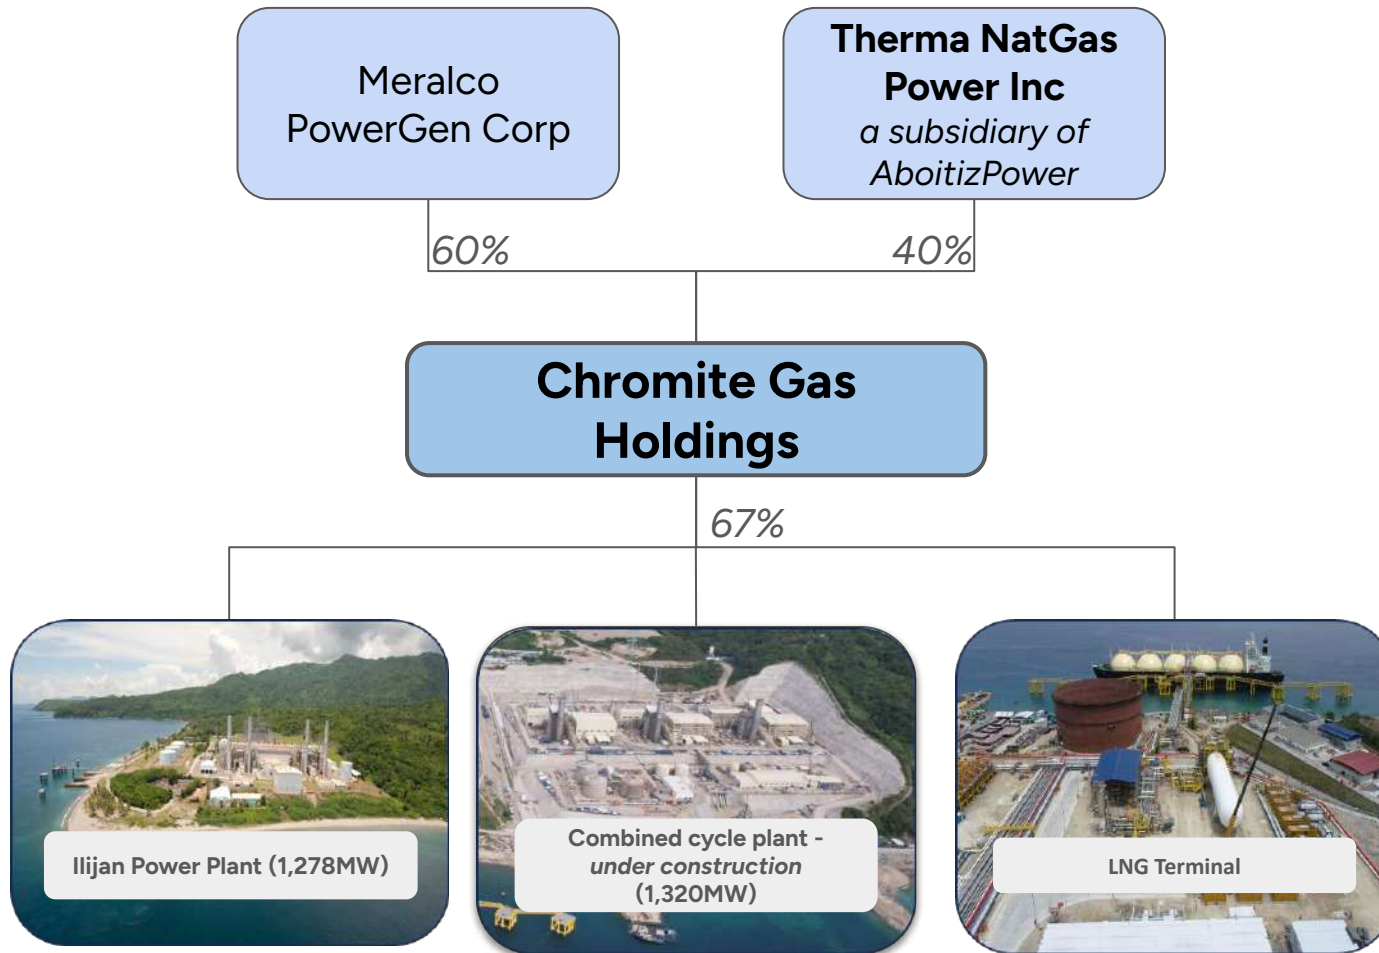 Meralco
PowerGen Corp
Therma NatGas
Power Inc
a subsidiary of
AboitizPower
60%
40%
Chromite Gas
Holdings
67%
Ilijan Power Plant (1,278MW)
Combined cycle plant -
under construction
(1,320MW)
LNG Terminal